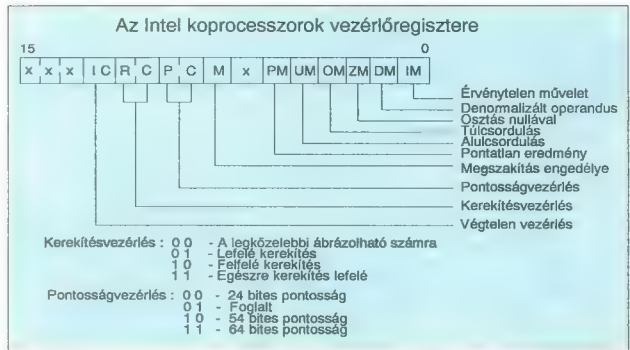 Az Intel koprocesszorok vezérlőregisztere
15 0
x x x I C R C P C M x PM UM OM ZM DM IM
Érvénytelen művelet
Denormalizált operandus
Osztás nullával
Túlcsordulás
Alulcsordulás
Pontatlan eredmény
Megszakítás engedélye
Pontosságvezérlés
Kerekítésvezérlés
Végtelen vezérlés
Kerekítésvezérlés : 0 0 - A legközelebbi ábrázolható számra
0 1 - Lefelé kerekítés
1 0 - Felfelé kerekítés
1 1 - Egészre kerekítés lefelé
Pontosságvezérlés : 0 0 - 24 bites pontosság
0 1 - Foglalt
1 0 - 54 bites pontosság
1 1 - 64 bites pontosság